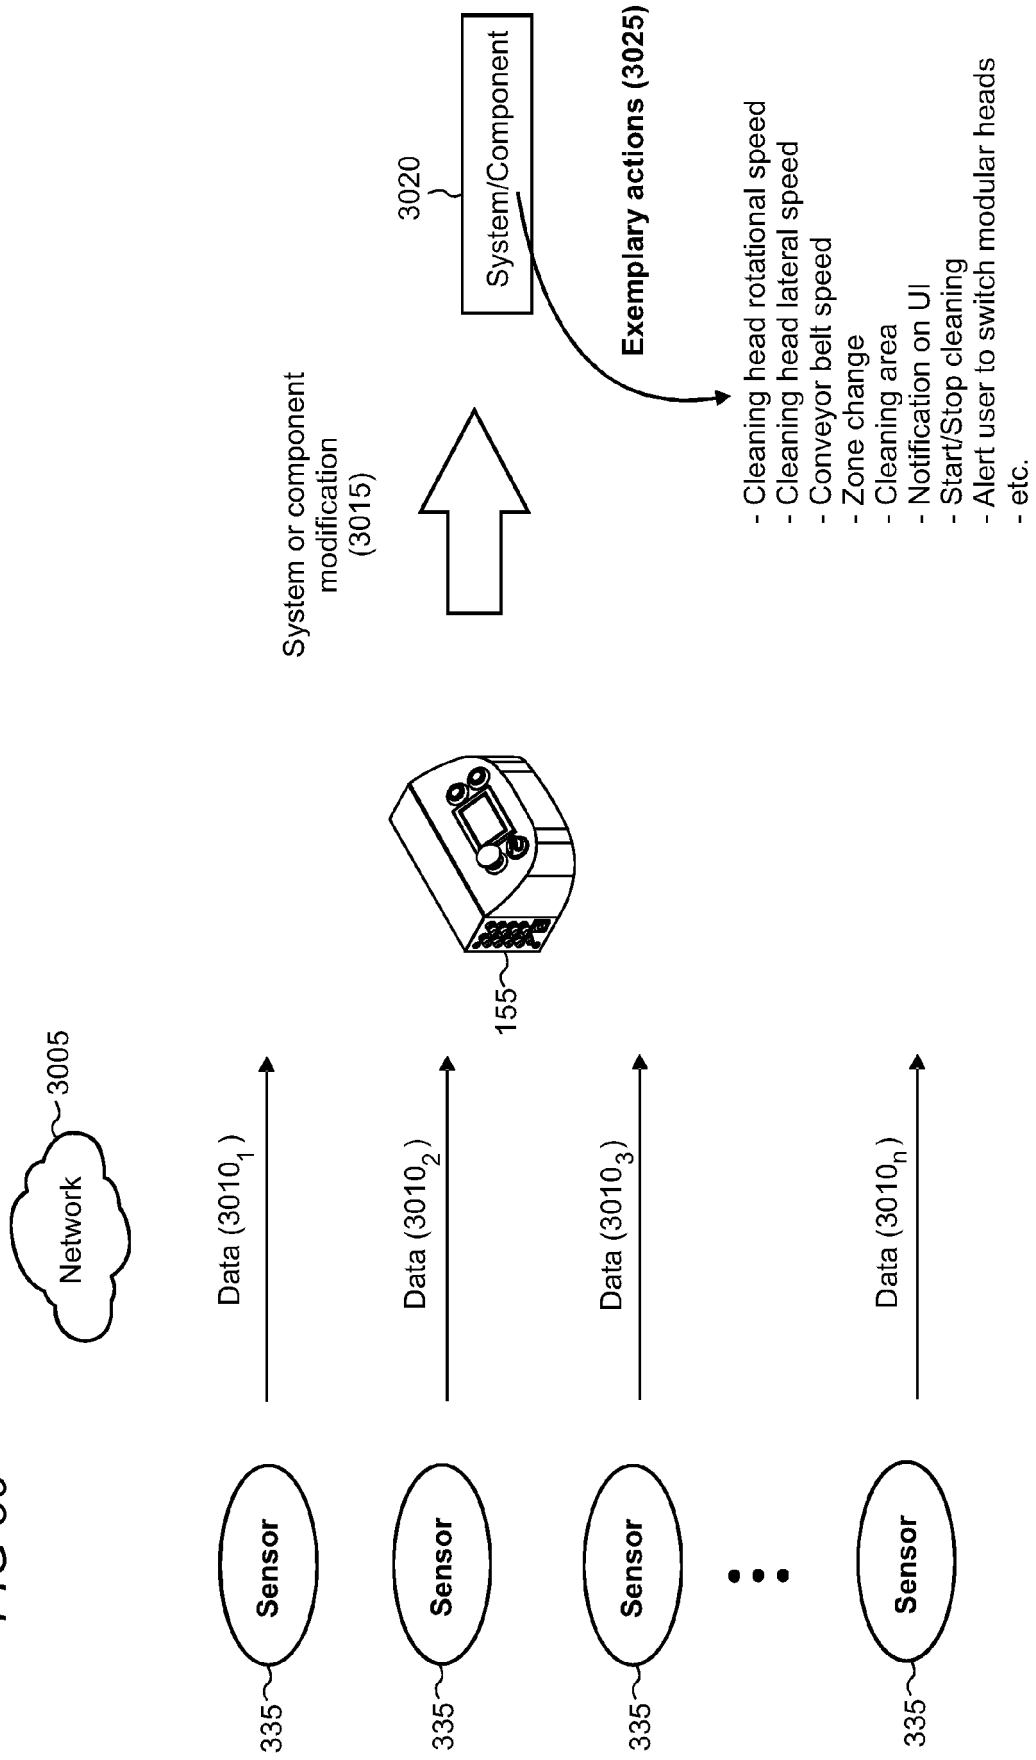 Network
3005
335
Sensor
Data (3010₁)
335
Sensor
Data (3010₂)
335
Sensor
Data (3010₃)
335
Sensor
Data (3010ₙ)
155
System or component
modification
(3015)
3020
System/Component
Exemplary actions (3025)
- Cleaning head rotational speed
- Cleaning head lateral speed
- Conveyor belt speed
- Zone change
- Cleaning area
- Notification on UI
- Start/Stop cleaning
- Alert user to switch modular heads
- etc.